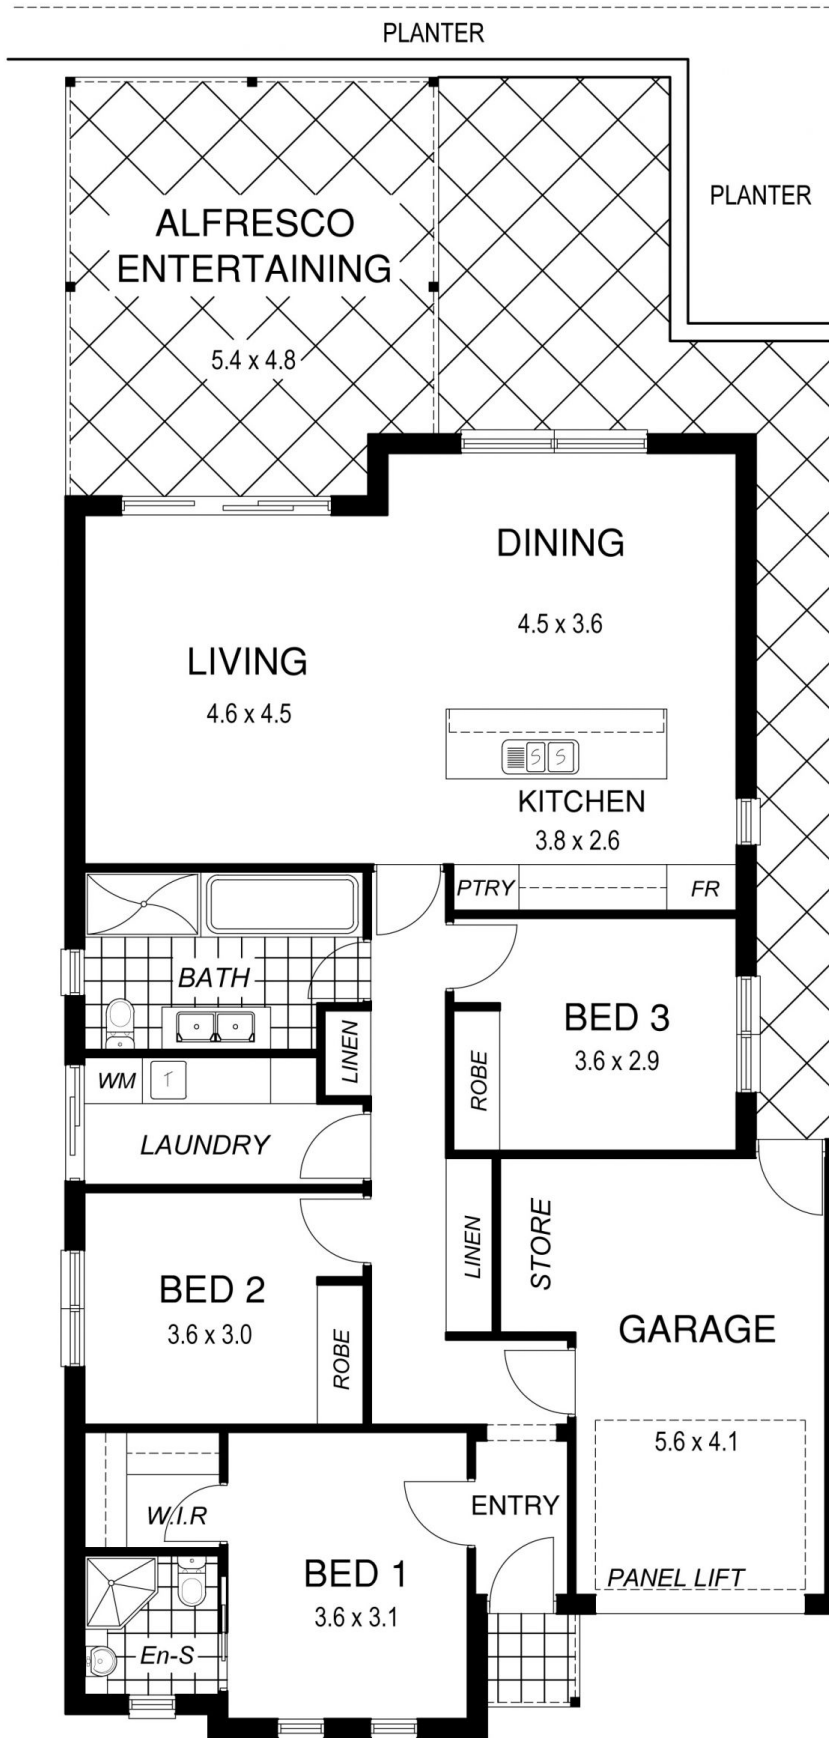 PLANTER
PLANTER
ALFRESCO
ENTERTAINING
5.4 x 4.8
DINING
4.5 x 3.6
LIVING
4.6 x 4.5
S S
KITCHEN
3.8 x 2.6
PTRY
FR
BATH
LINEN
BED 3
3.6 x 2.9
ROBE
WM
T
LAUNDRY
LINEN
STORE
BED 2
3.6 x 3.0
ROBE
GARAGE
5.6 x 4.1
W.I.R
ENTRY
BED 1
3.6 x 3.1
PANEL LIFT
En-S